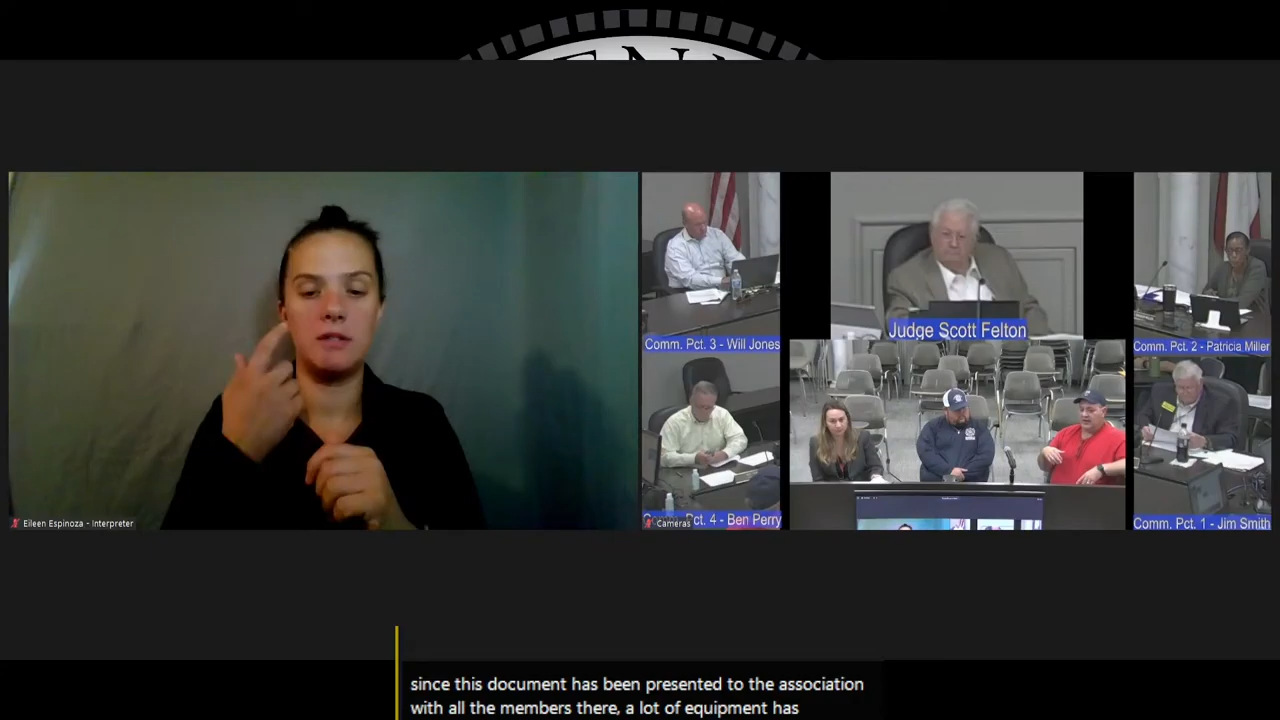 EN
Comm. Pct. 3 - Will Jones
Judge Scott Felton
Comm. Pct. 2 - Patricia Miller
Eileen Espinoza - Interpreter
Cameras
Pct. 4 - Ben Perry
Comm. Pct. 1 - Jim Smith
since this document has been presented to the association
with all the members there, a lot of equipment has